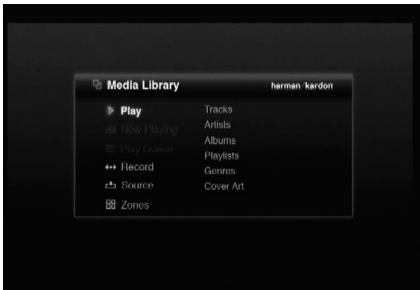 Media Library
harman/kardon
Play
Now Playing
Play Queue
Record
Source
Zones
Tracks
Artists
Albums
Playlists
Genres
Cover Art